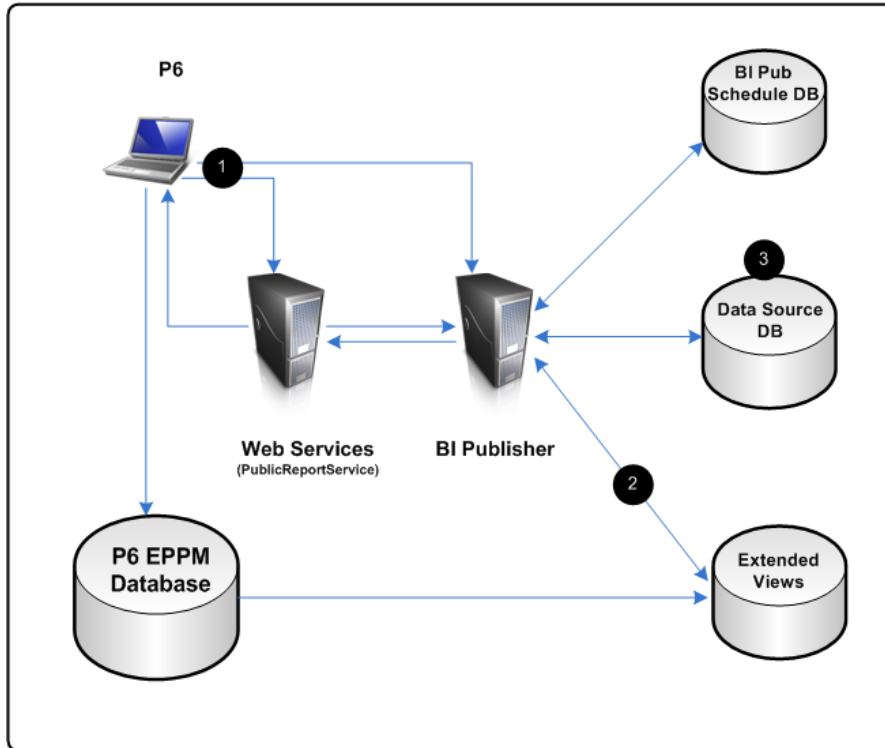 P6
1
BI Pub
Schedule DB
3
Data Source
DB
Web Services
(PublicReportService)
BI Publisher
2
P6 EPPM
Database
Extended
Views